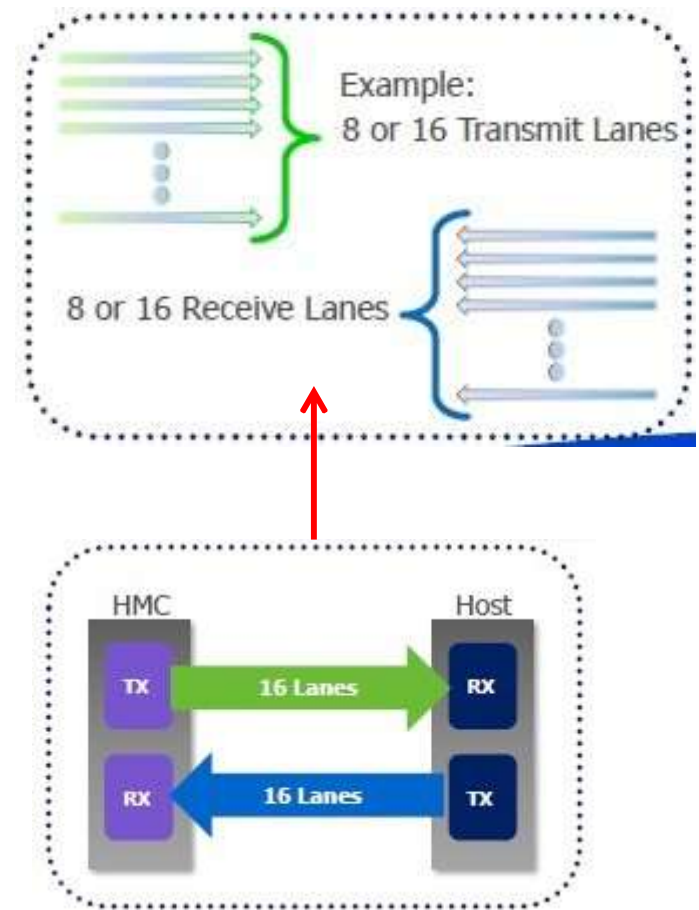 Example:
8 or 16 Transmit Lanes
8 or 16 Receive Lanes
HMC Host
TX 16 Lanes RX
RX 16 Lanes TX